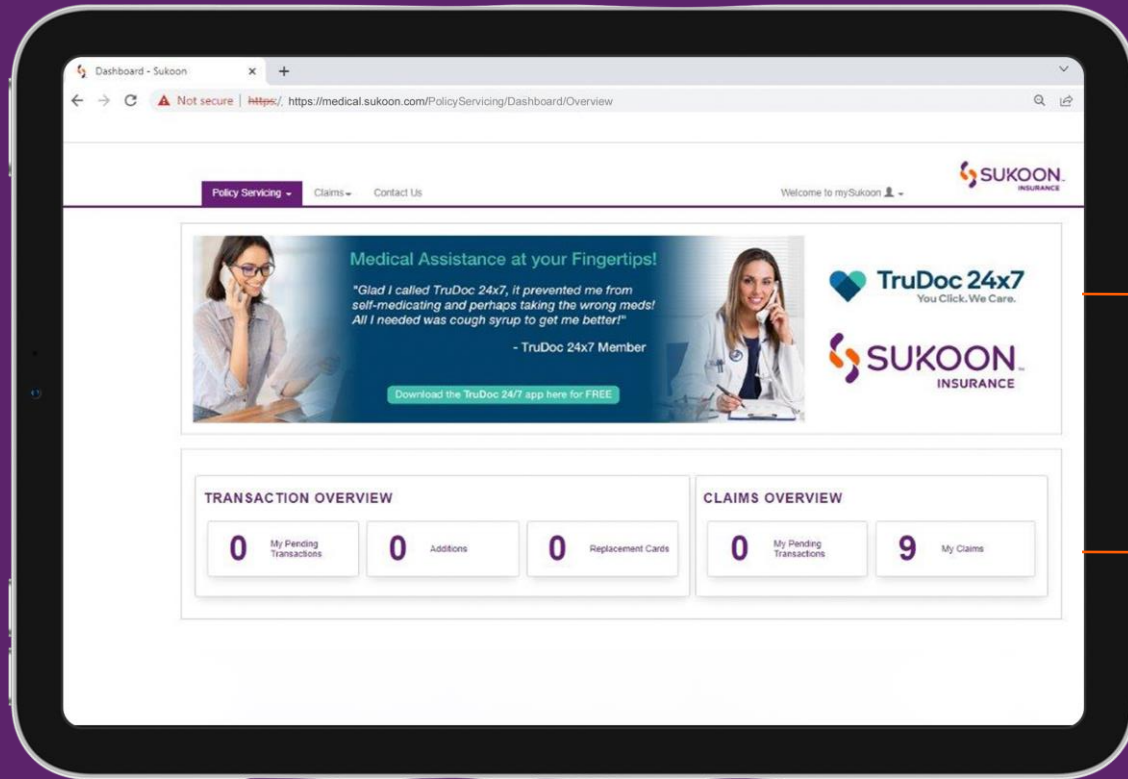 Dashboard - Sukoon
Not secure | https:/, https://medical.sukoon.com/PolicyServicing/Dashboard/Overview
SUKOON™
INSURANCE
Policy Servicing
Claims
Contact Us
Welcome to mySukoon
Medical Assistance at your Fingertips!
"Glad I called TruDoc 24x7, it prevented me from
self-medicating and perhaps taking the wrong meds!
All I needed was cough syrup to get me better!"
- TruDoc 24x7 Member
Download the TruDoc 24/7 app here for FREE
TruDoc 24x7
You Click. We Care.
SUKOON™
INSURANCE
TRANSACTION OVERVIEW
0 My Pending
Transactions
0 Additions
0 Replacement Cards
CLAIMS OVERVIEW
0 My Pending
Transactions
9 My Claims